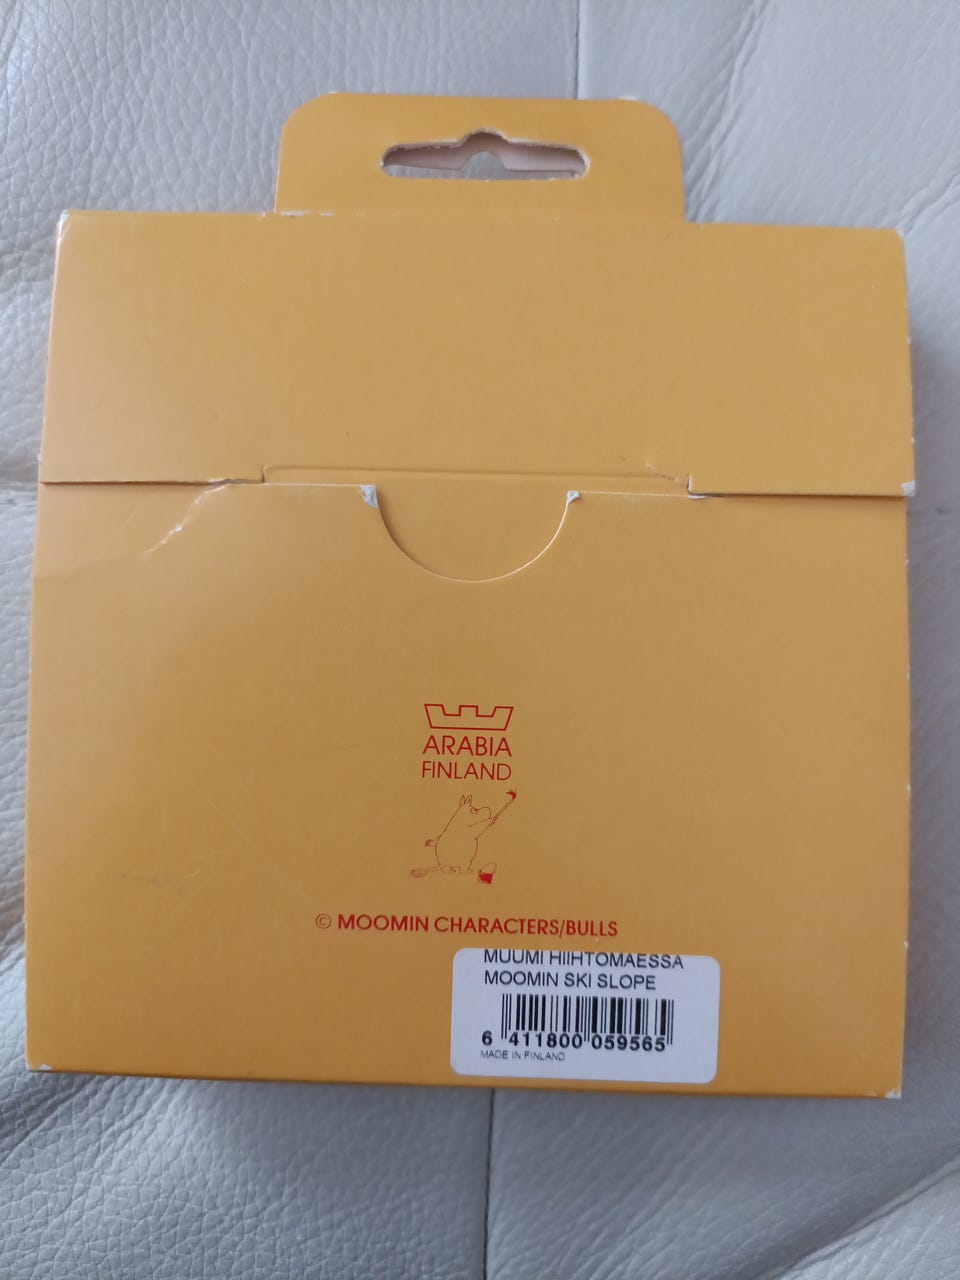 ARABIA
FINLAND
© MOOMIN CHARACTERS/BULLS
MUUMI HIIHTOMAESSA
MOOMIN SKI SLOPE
6 411800 059565
MADE IN FINLAND